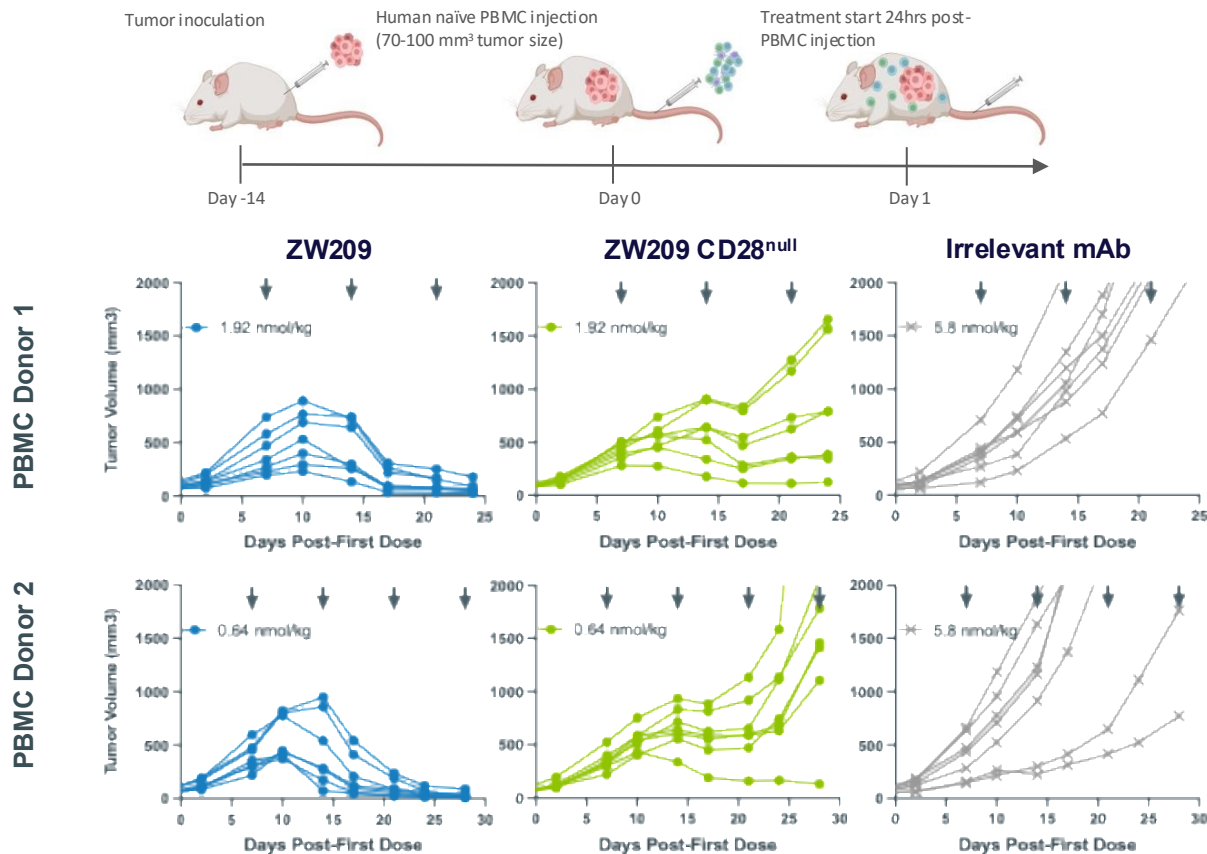 Tumor inoculation
Human naïve PBMC injection
(70-100 mm³ tumor size)
Treatment start 24hrs post-
PBMC injection
Day -14
Day 0
Day 1
ZW209
ZW209 CD28ⁿᵘˡˡ
Irrelevant mAb
PBMC Donor 1
Tumor Volume (mm3)
2000
1500
1000
500
0
1.92 nmol/kg
0 5 10 15 20 25
Days Post-First Dose
2000
1500
1000
500
0
1.92 nmol/kg
0 5 10 15 20 25
Days Post-First Dose
2000
1500
1000
500
0
5.8 nmol/kg
0 10 20
Days Post-First Dose
PBMC Donor 2
Tumor Volume (mm3)
2000
1500
1000
500
0
0.64 nmol/kg
0 5 10 15 20 25 30
Days Post-First Dose
2000
1500
1000
500
0
0.64 nmol/kg
0 5 10 15 20 25 30
Days Post-First Dose
2000
1500
1000
500
0
5.8 nmol/kg
0 5 10 15 20 25 30
Days Post-First Dose